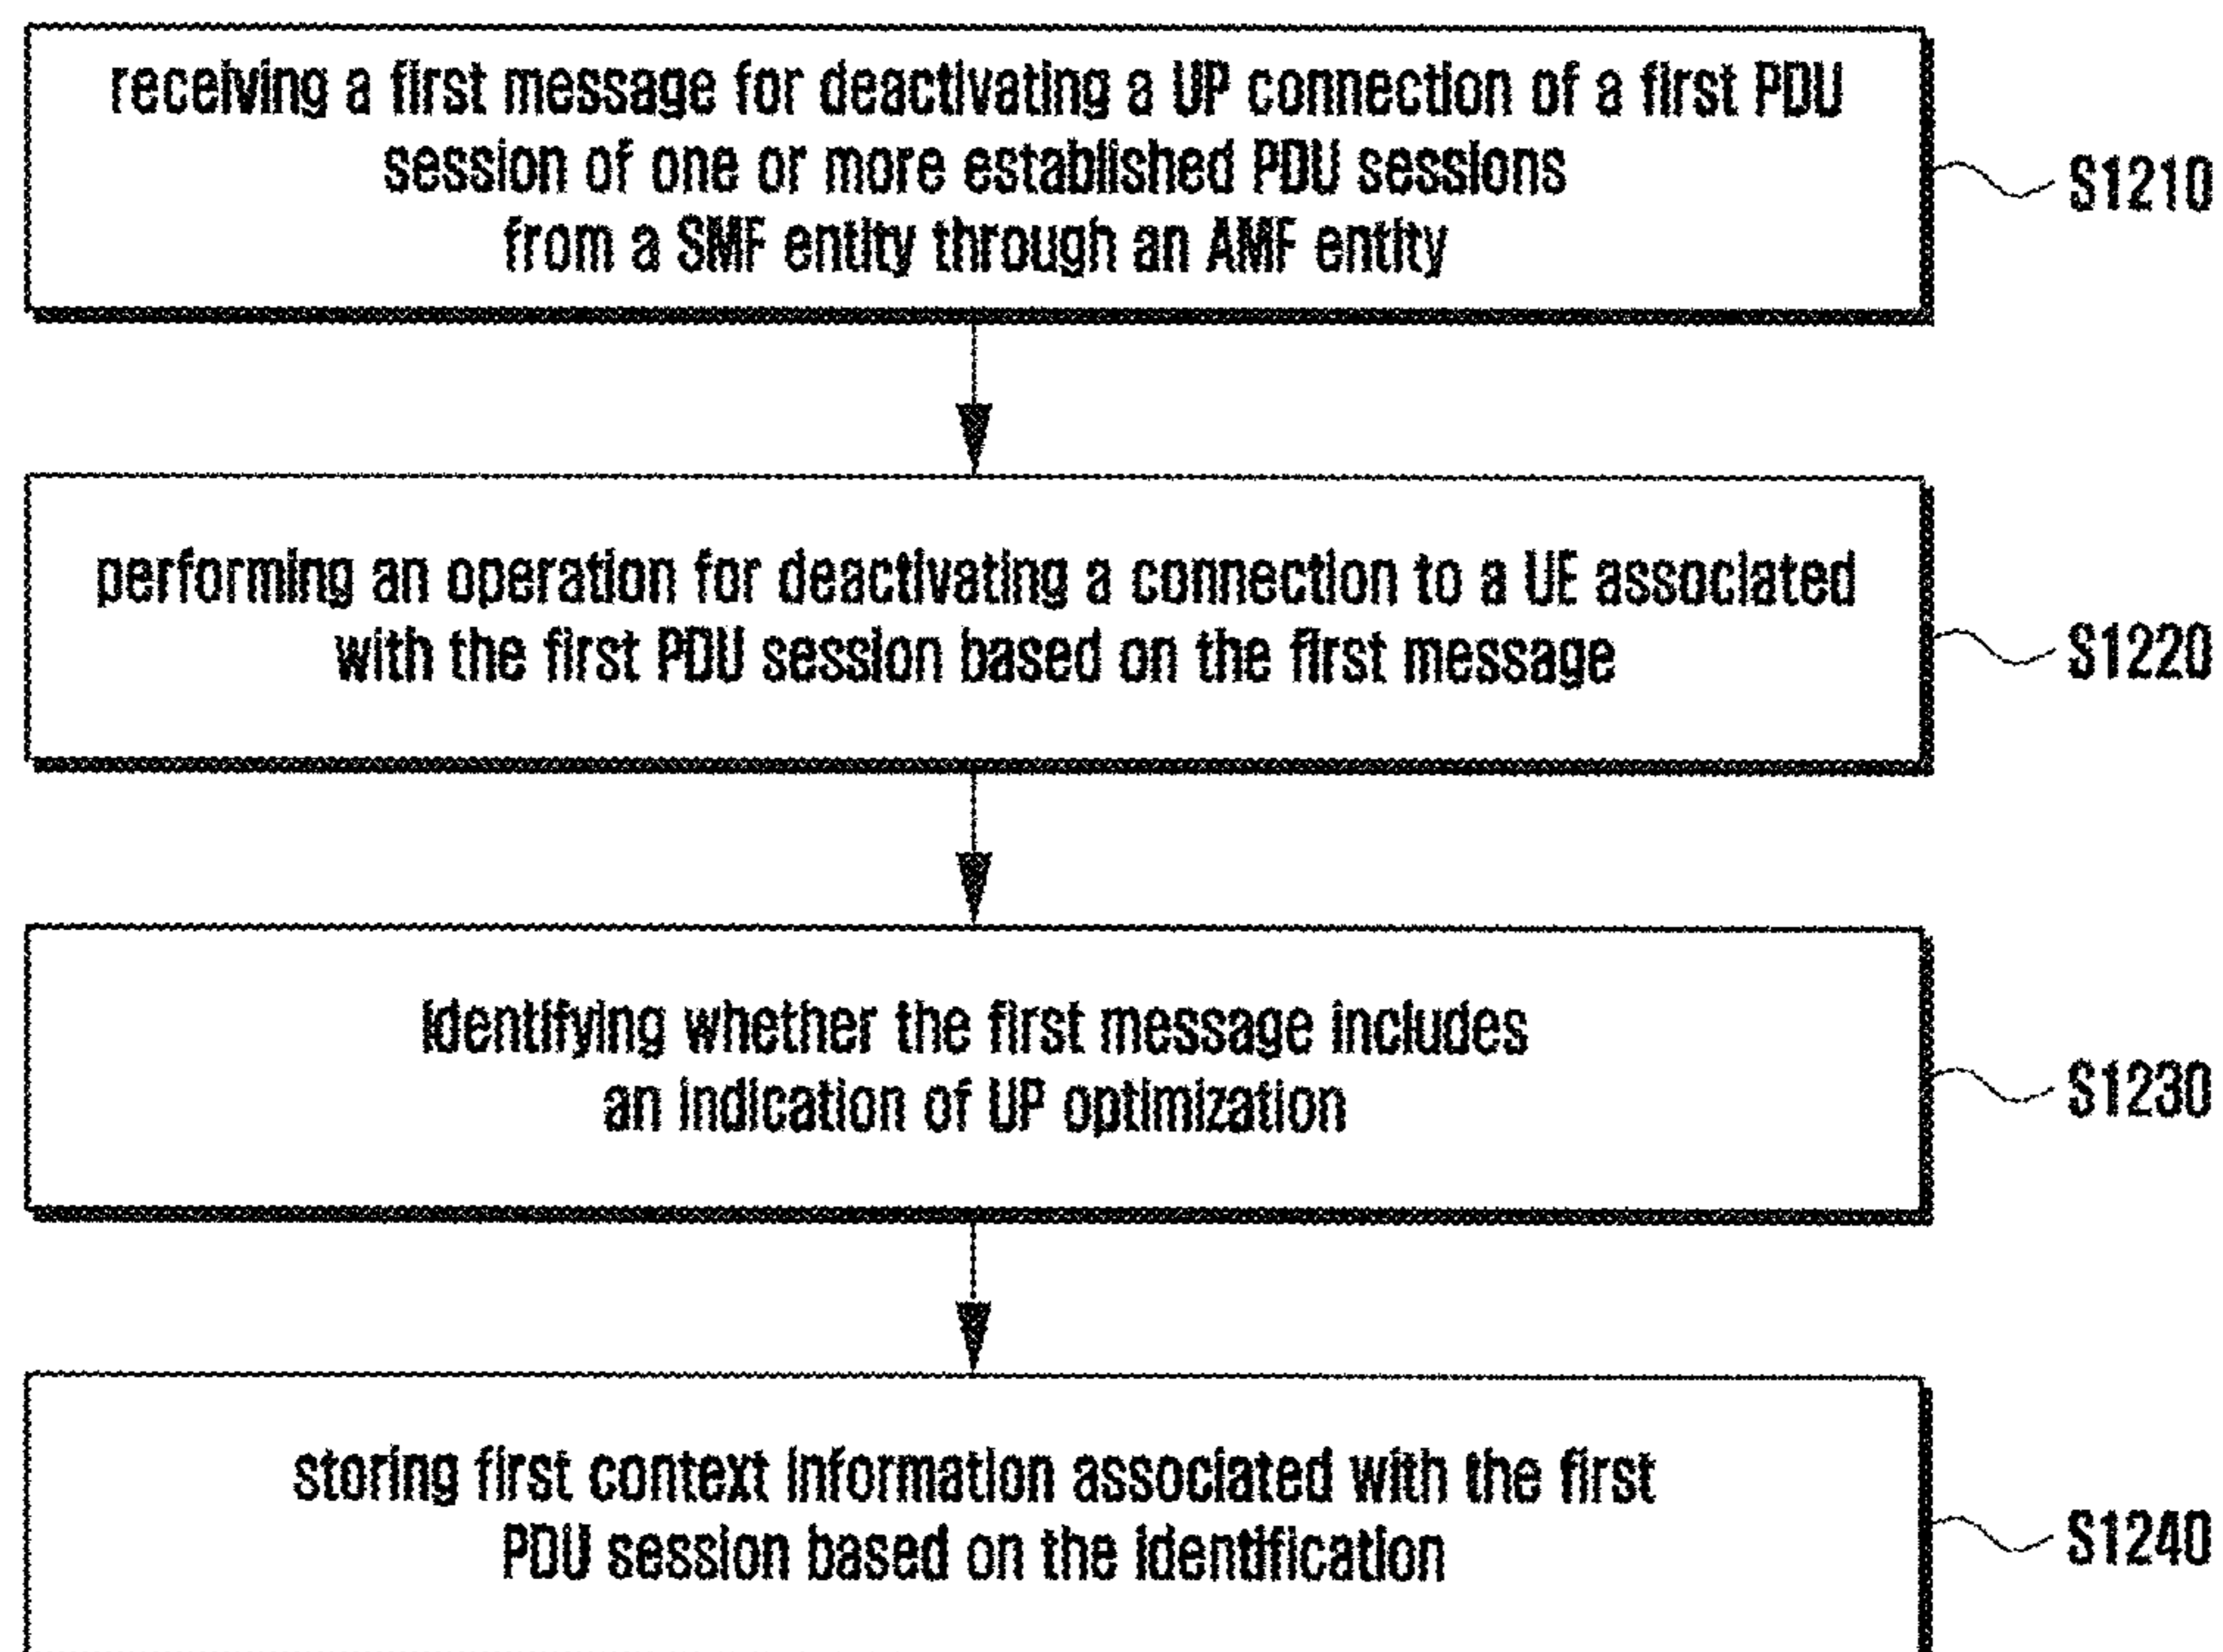 receiving a first message for deactivating a UP connection of a first PDU
session of one or more established PDU sessions
from a SMF entity through an AMF entity
S1210
performing an operation for deactivating a connection to a UE associated
with the first PDU session based on the first message
S1220
identifying whether the first message includes
an indication of UP optimization
S1230
storing first context information associated with the first
PDU session based on the identification
S1240